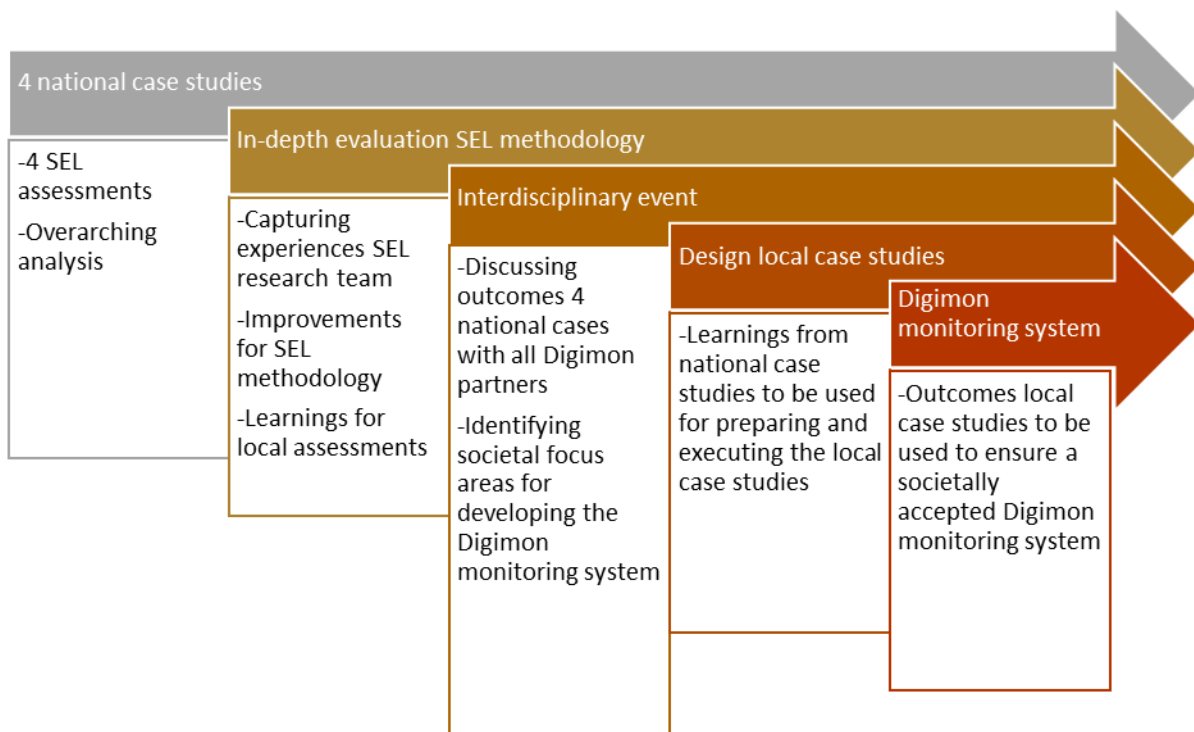 4 national case studies
-4 SEL
assessments
-Overarching
analysis
In-depth evaluation SEL methodology
-Capturing
experiences SEL
research team
-Improvements
for SEL
methodology
-Learnings for
local assessments
Interdisciplinary event
-Discussing
outcomes 4
national cases
with all Digimon
partners
-Identifying
societal focus
areas for
developing the
Digimon
monitoring system
Design local case studies
-Learnings from
national case
studies to be used
for preparing and
executing the local
case studies
Digimon
monitoring system
-Outcomes local
case studies to be
used to ensure a
societally
accepted Digimon
monitoring system